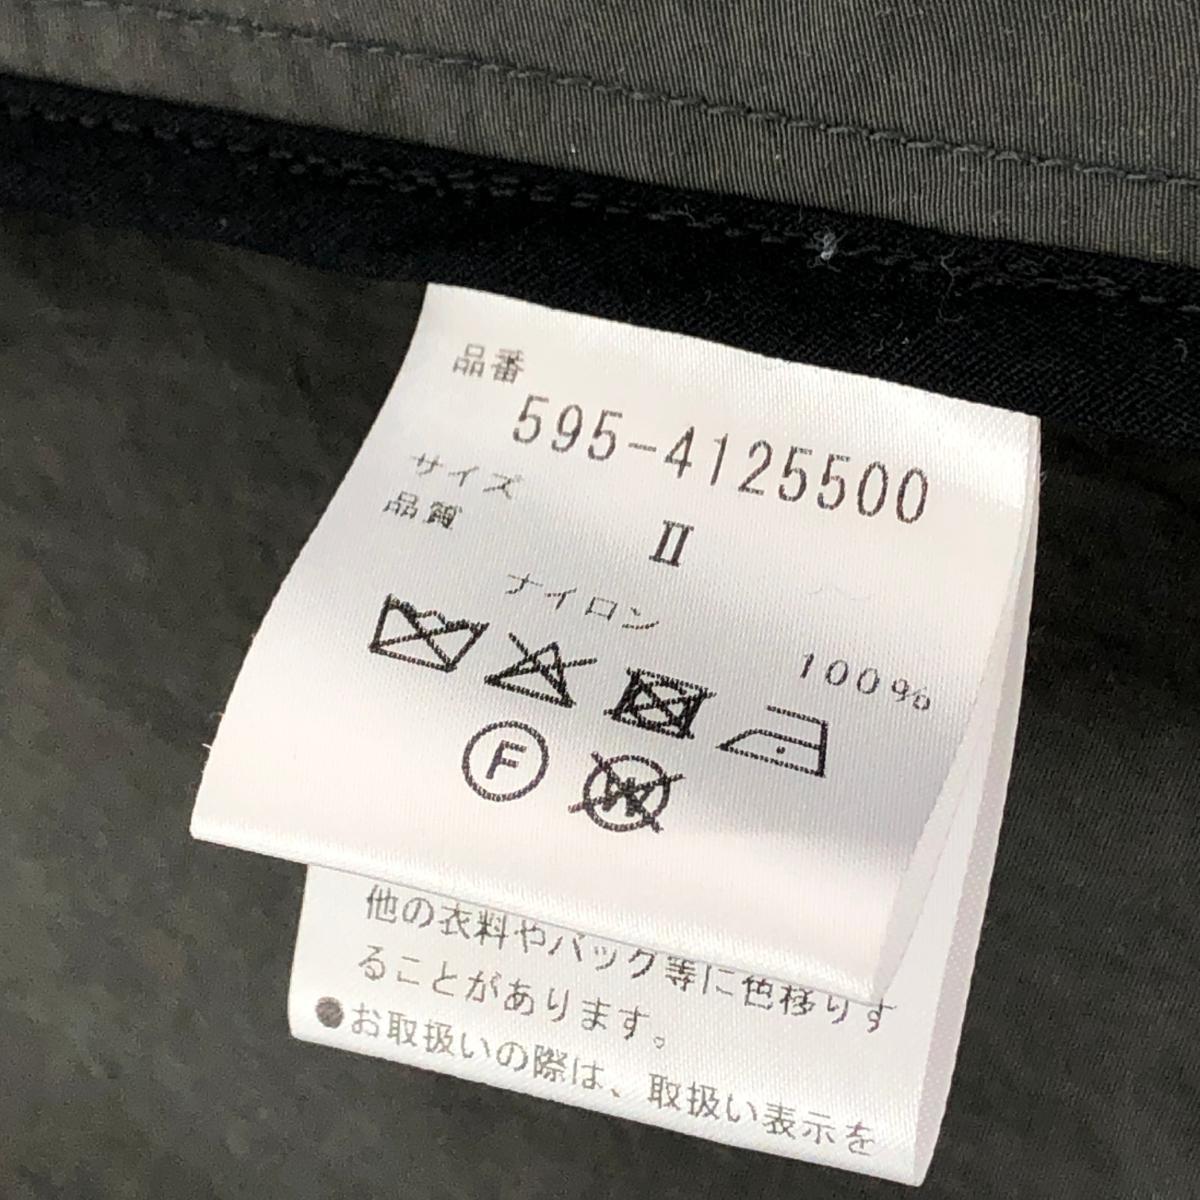 品番
595-4125500
サイズ
II
品質
ナイロン
100%
F
W
他の衣料やバッグ等に色移りす
ることがあります。
●お取扱いの際は、取扱い表示を